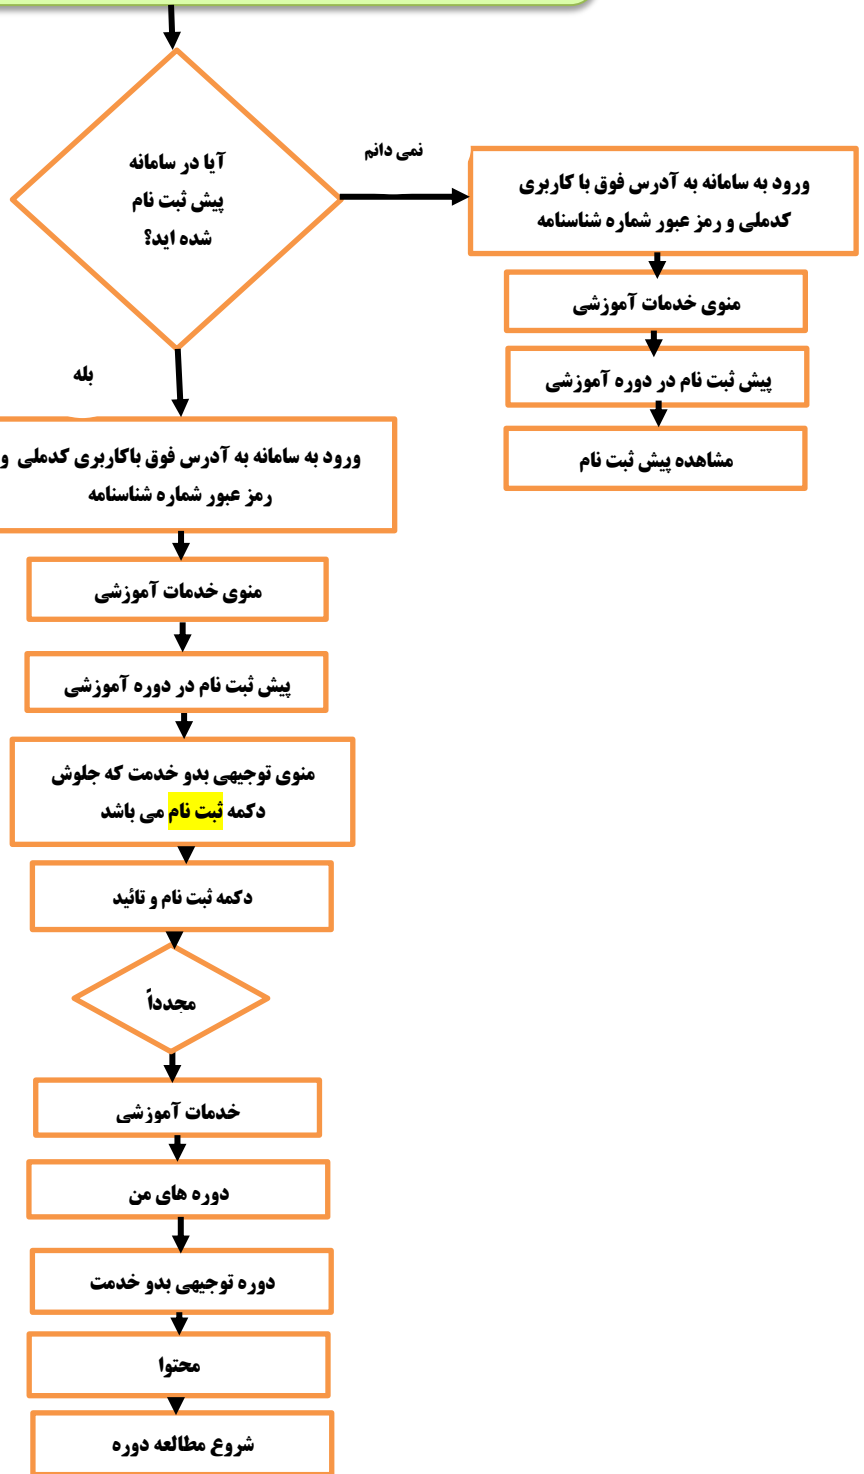 آیا در سامانه
پیش ثبت نام
شده اید؟
نمی دانم
ورود به سامانه به آدرس فوق با کاربری
کدملی و رمز عبور شماره شناسنامه
منوی خدمات آموزشی
پیش ثبت نام در دوره آموزشی
مشاهده پیش ثبت نام
بله
ورود به سامانه به آدرس فوق باکاربری کدملی و
رمز عبور شماره شناسنامه
منوی خدمات آموزشی
پیش ثبت نام در دوره آموزشی
منوی توجیهی بدو خدمت که جلوش
دکمه ثبت نام می باشد
دکمه ثبت نام و تائید
مجدداً
خدمات آموزشی
دوره های من
دوره توجیهی بدو خدمت
محتوا
شروع مطالعه دوره